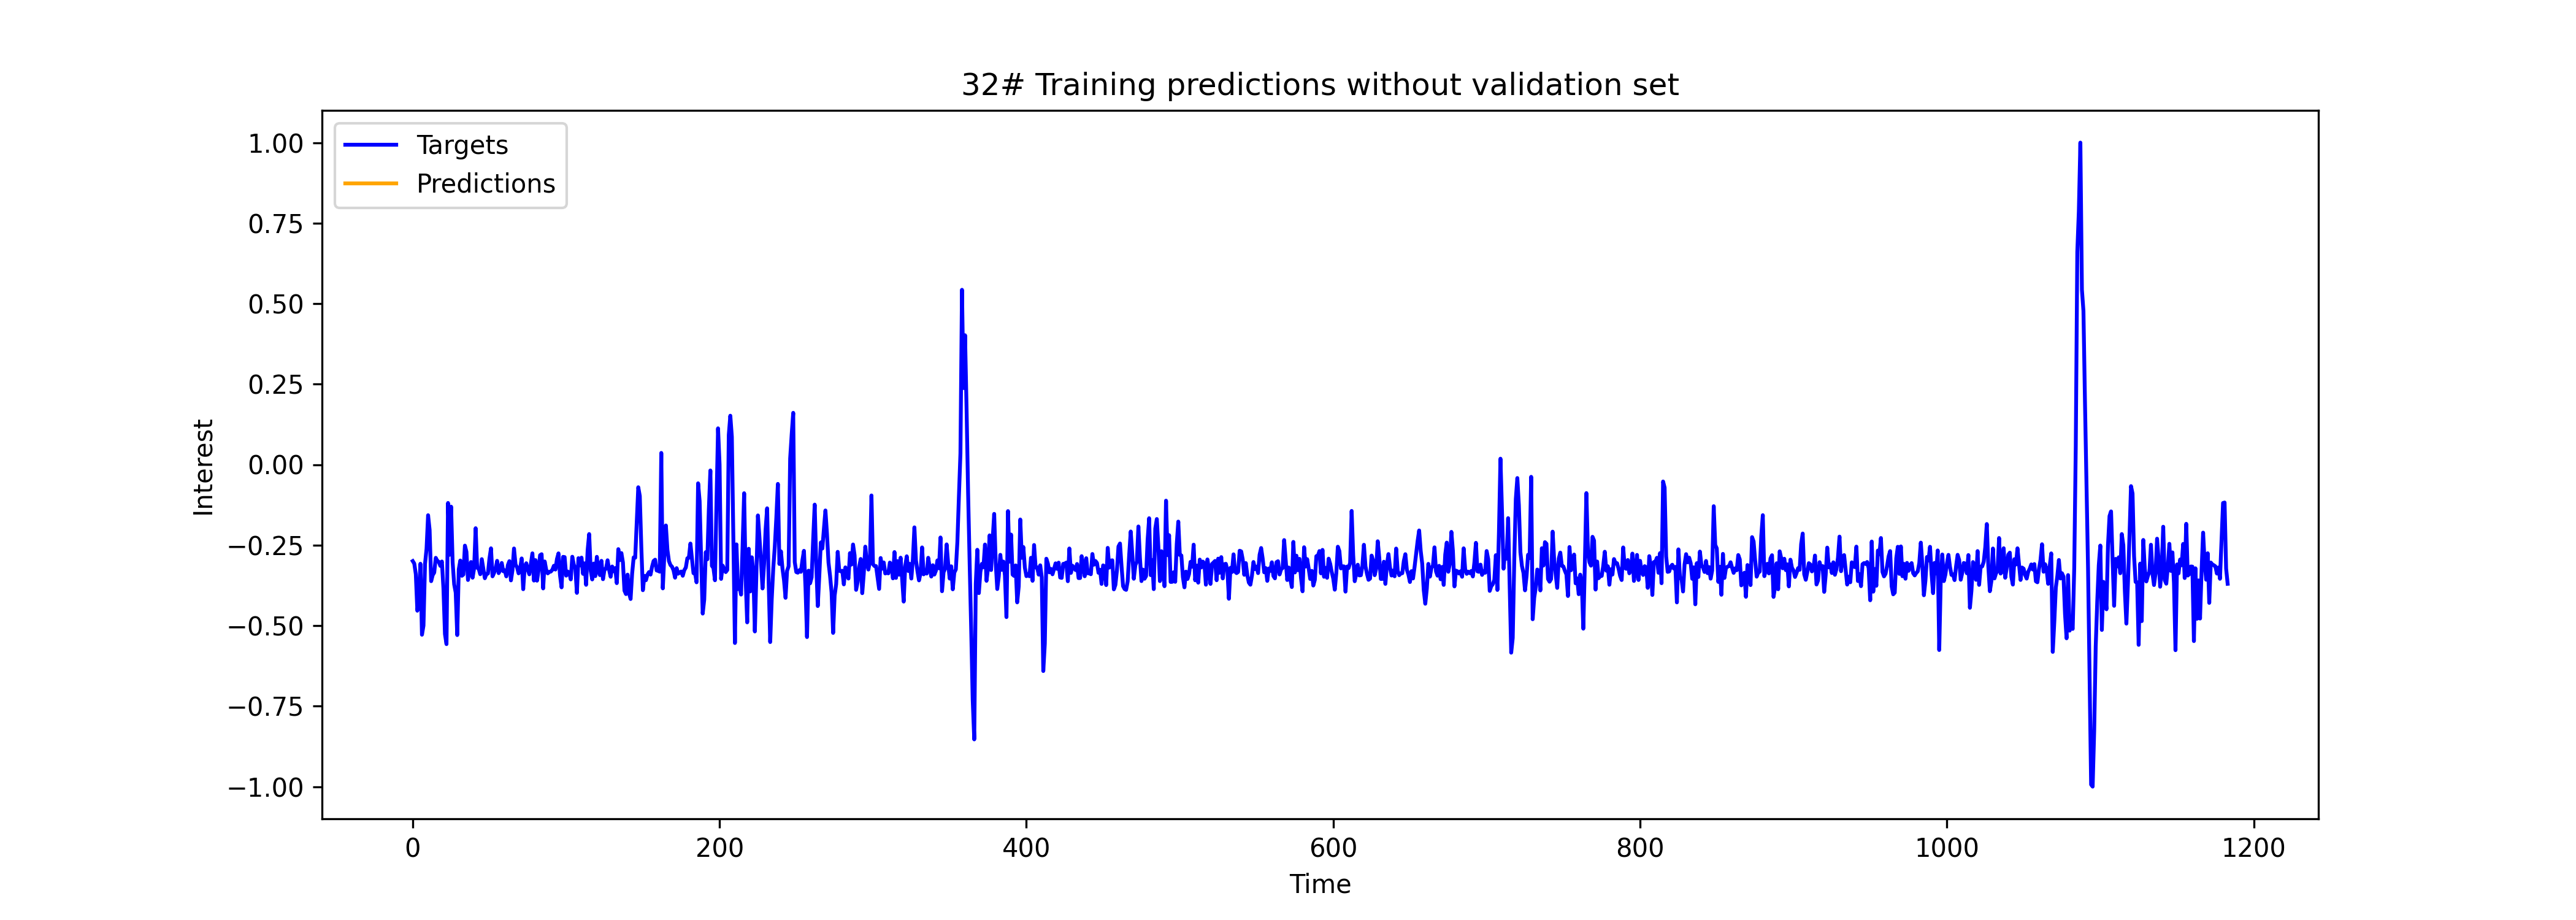 32# Training predictions without validation set
Targets
Predictions
1.00
0.75
0.50
0.25
0.00
−0.25
−0.50
−0.75
−1.00
Interest
0 200 400 600 800 1000 1200
Time